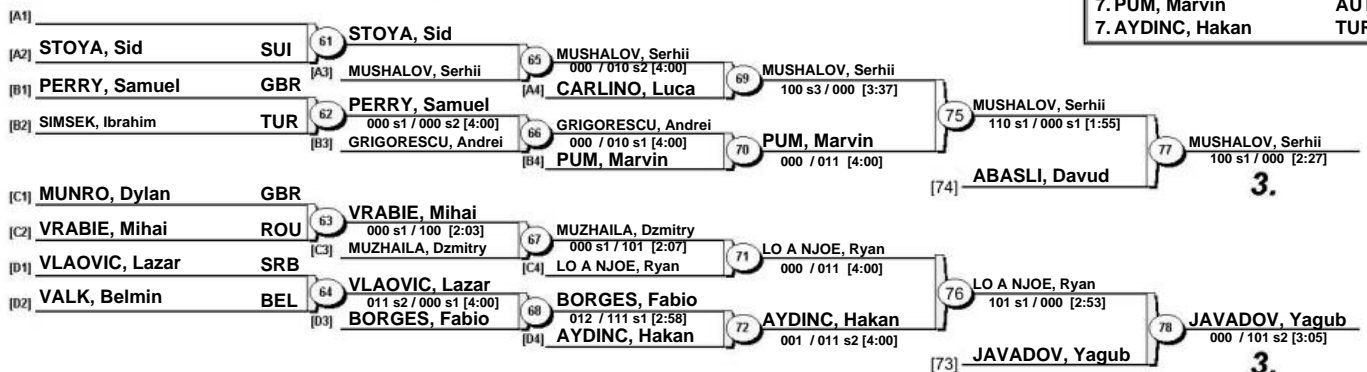 7. PUM, Marvin AUT
7. AYDINC, Hakan TUR
[A1]
[A2] STOYA, Sid SUI
61 STOYA, Sid
[A3] MUSHALOV, Serhii
65 MUSHALOV, Serhii
000 / 010 s2 [4:00]
[A4] CARLINO, Luca
69 MUSHALOV, Serhii
100 s3 / 000 [3:37]
[B1] PERRY, Samuel GBR
[B2] SIMSEK, Ibrahim TUR
62 PERRY, Samuel
000 s1 / 000 s2 [4:00]
[B3] GRIGORESCU, Andrei
66 GRIGORESCU, Andrei
000 / 010 s1 [4:00]
[B4] PUM, Marvin
70 PUM, Marvin
000 / 011 [4:00]
75 MUSHALOV, Serhii
110 s1 / 000 s1 [1:55]
[74] ABASLI, Davud
77 MUSHALOV, Serhii
100 s1 / 000 [2:27]
3.
[C1] MUNRO, Dylan GBR
[C2] VRABIE, Mihai ROU
63 VRABIE, Mihai
000 s1 / 100 [2:03]
[C3] MUZHAILA, Dzmitry
67 MUZHAILA, Dzmitry
000 s1 / 101 [2:07]
[C4] LO A NJOE, Ryan
71 LO A NJOE, Ryan
000 / 011 [4:00]
[D1] VLAOVIC, Lazar SRB
[D2] VALK, Belmin BEL
64 VLAOVIC, Lazar
011 s2 / 000 s1 [4:00]
[D3] BORGES, Fabio
68 BORGES, Fabio
012 / 111 s1 [2:58]
[D4] AYDINC, Hakan
72 AYDINC, Hakan
001 / 011 s2 [4:00]
76 LO A NJOE, Ryan
101 s1 / 000 [2:53]
[73] JAVADOV, Yagub
78 JAVADOV, Yagub
000 / 101 s2 [3:05]
3.